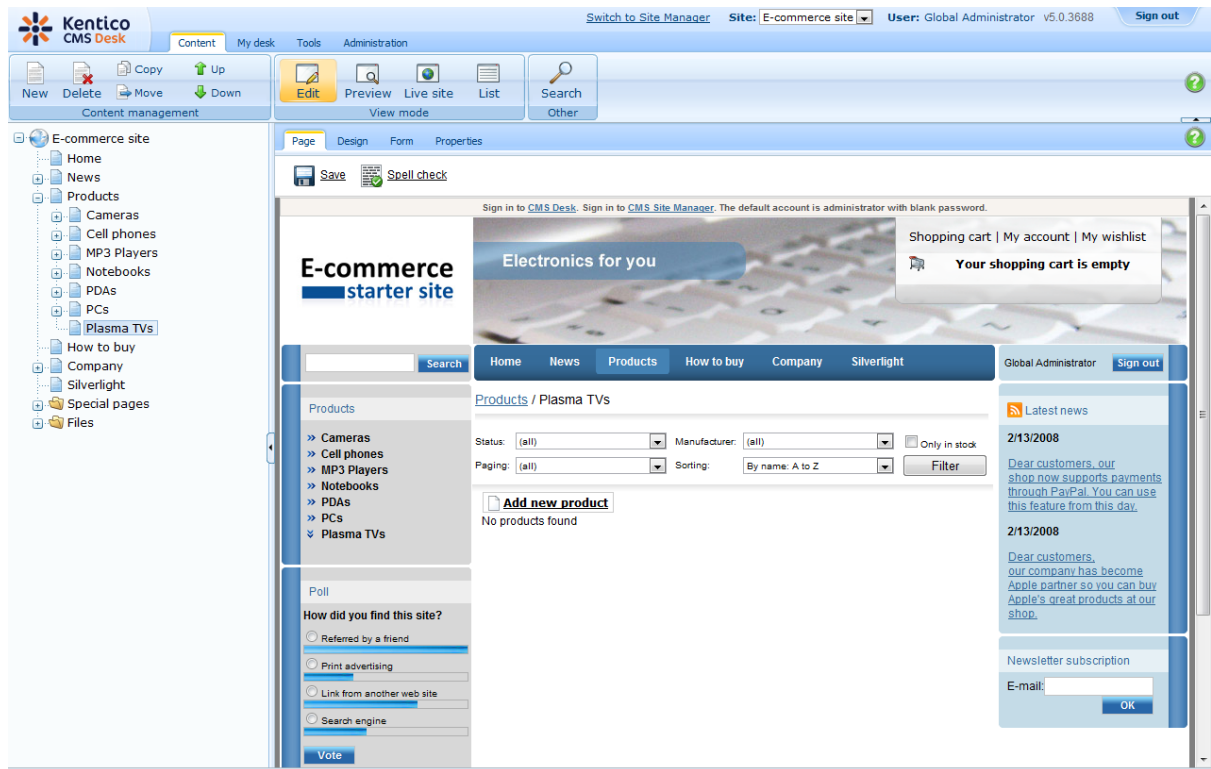 Kentico
CMS Desk
Switch to Site Manager Site: E-commerce site User: Global Administrator v5.0.3688 Sign out
Content My desk Tools Administration
New Delete Copy Move Up Down
Content management
Edit Preview Live site List
View mode
Search
Other
E-commerce site
Home
News
Products
Cameras
Cell phones
MP3 Players
Notebooks
PDAs
PCs
Plasma TVs
How to buy
Company
Silverlight
Special pages
Files
Page Design Form Properties
Save Spell check
Sign in to CMS Desk. Sign in to CMS Site Manager. The default account is administrator with blank password.
E-commerce
starter site
Electronics for you
Shopping cart | My account | My wishlist
Your shopping cart is empty
Search
Home News Products How to buy Company Silverlight
Global Administrator Sign out
Products
» Cameras
» Cell phones
» MP3 Players
» Notebooks
» PDAs
» PCs
Plasma TVs
Poll
How did you find this site?
Referred by a friend
Print advertising
Link from another web site
Search engine
Vote
Products / Plasma TVs
Status: (all) Manufacturer: (all) Only in stock
Paging: (all) Sorting: By name: A to Z Filter
Add new product
No products found
Latest news
2/13/2008
Dear customers, our
shop now supports payments
through PayPal. You can use
this feature from this day.
2/13/2008
Dear customers,
our company has become
Apple partner so you can buy
Apple's great products at our
shop.
Newsletter subscription
E-mail:
OK